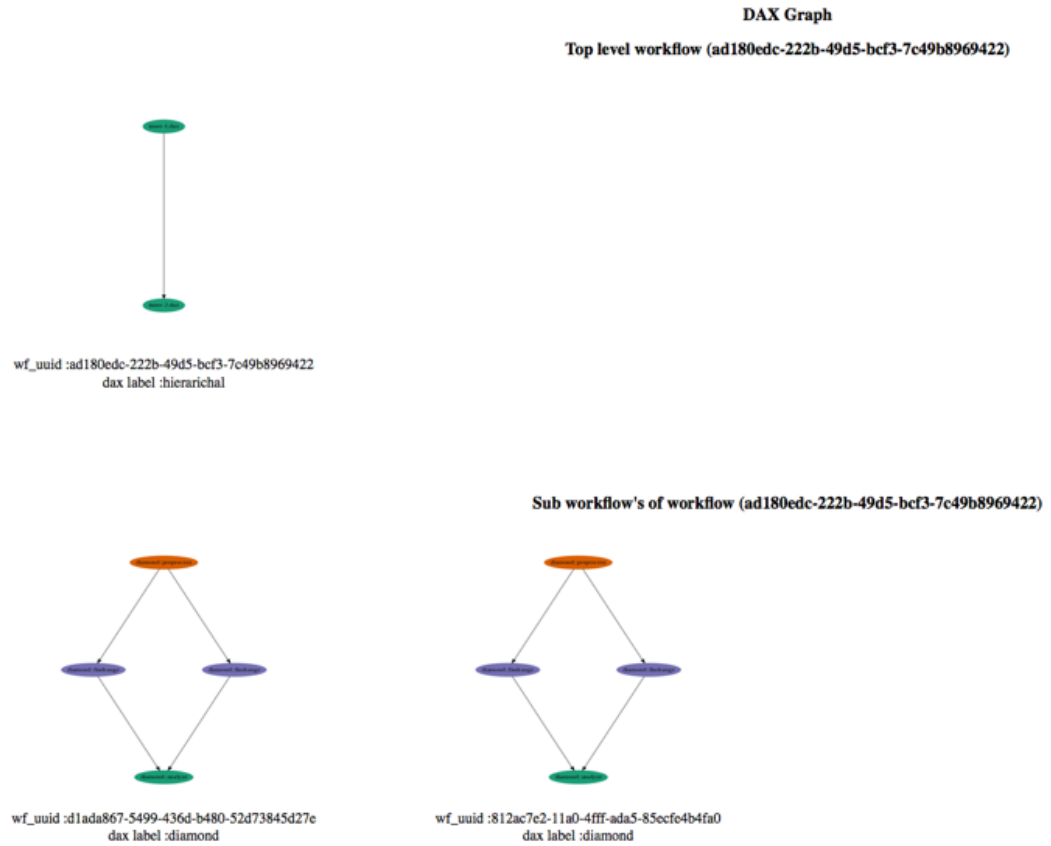 DAX Graph
Top level workflow (ad180edc-222b-49d5-bcf3-7c49b8969422)
wf_uuid :ad180edc-222b-49d5-bcf3-7c49b8969422
dax label :hierarichal
Sub workflow's of workflow (ad180edc-222b-49d5-bcf3-7c49b8969422)
wf_uuid :d1ada867-5499-436d-b480-52d73845d27e
dax label :diamond
wf_uuid :812ac7e2-11a0-4fff-ada5-85ecfe4b4fa0
dax label :diamond